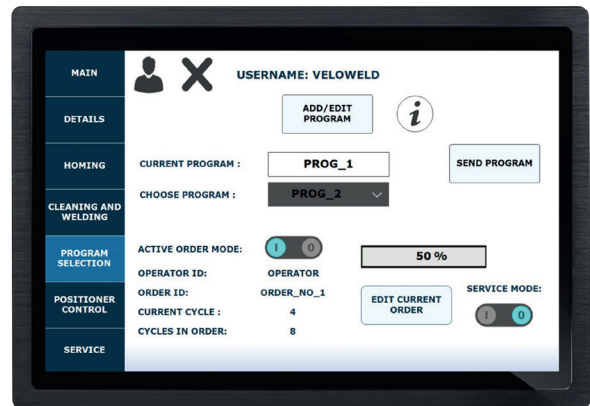 MAIN
DETAILS
HOMING
CLEANING AND
WELDING
PROGRAM
SELECTION
POSITIONER
CONTROL
SERVICE
USERNAME: VELOWELD
ADD/EDIT
PROGRAM
i
CURRENT PROGRAM :
PROG_1
SEND PROGRAM
CHOOSE PROGRAM :
PROG_2
ACTIVE ORDER MODE:
I 0
50 %
OPERATOR ID:
OPERATOR
ORDER ID:
ORDER_NO_1
EDIT CURRENT
ORDER
SERVICE MODE:
I 0
CURRENT CYCLE :
4
CYCLES IN ORDER:
8